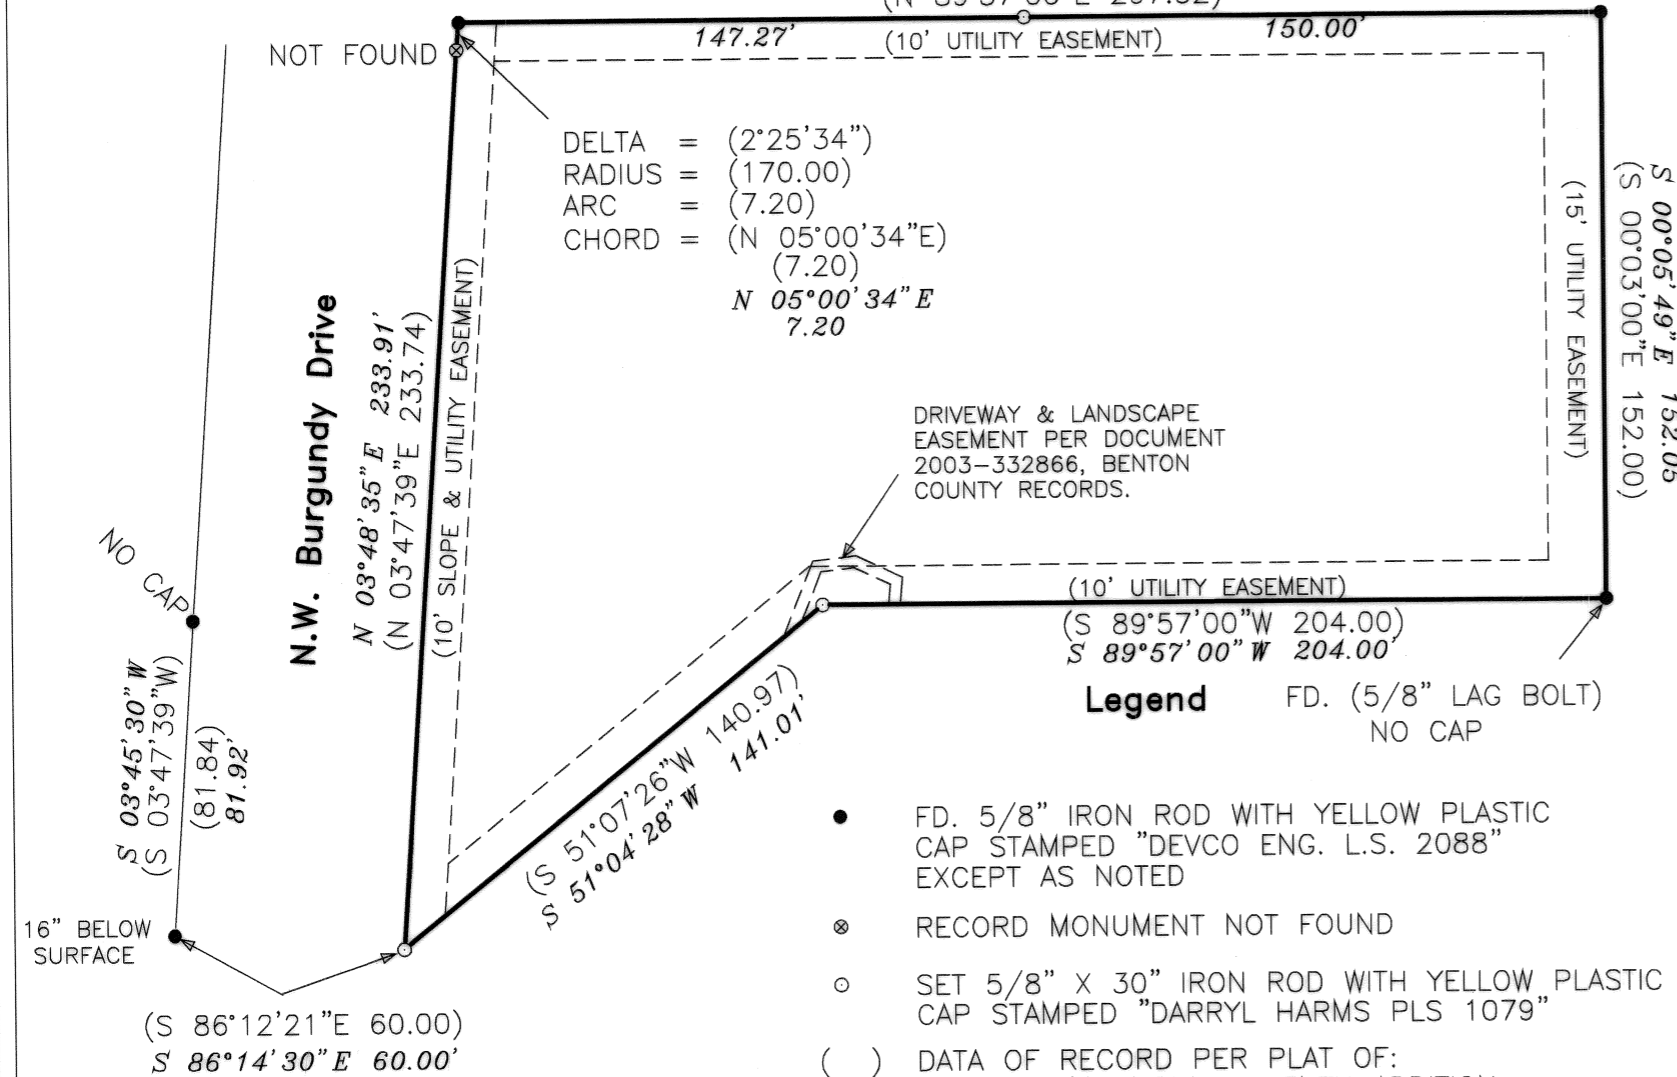 147.27'
150.00'
(10' UTILITY EASEMENT)
NOT FOUND
DELTA = (2°25'34")
RADIUS = (170.00)
ARC = (7.20)
CHORD = (N 05°00'34"E)
(7.20)
N 05°00'34"E
7.20
S 00°05'49"E 152.05
(S 00°03'00"E 152.00)
(15' UTILITY EASEMENT)
N.W. Burgundy Drive
N 03°48'35"E 233.91'
(N 03°47'39"E 233.74)
(10' SLOPE & UTILITY EASEMENT)
DRIVEWAY & LANDSCAPE
EASEMENT PER DOCUMENT
2003-332866, BENTON
COUNTY RECORDS.
NO CAP
(10' UTILITY EASEMENT)
(S 89°57'00"W 204.00)
S 89°57'00"W 204.00'
S 03°45'30"W
(S 03°47'39"W)
(81.84)
81.92'
(S 51°07'26"W 140.97)
S 51°04'28"W 141.01'
Legend
FD. (5/8" LAG BOLT)
NO CAP
FD. 5/8" IRON ROD WITH YELLOW PLASTIC
CAP STAMPED "DEVCO ENG. L.S. 2088"
EXCEPT AS NOTED
16" BELOW
SURFACE
RECORD MONUMENT NOT FOUND
SET 5/8" X 30" IRON ROD WITH YELLOW PLASTIC
CAP STAMPED "DARRYL HARMS PLS 1079"
(S 86°12'21"E 60.00)
S 86°14'30"E 60.00'
( ) DATA OF RECORD PER PLAT OF: